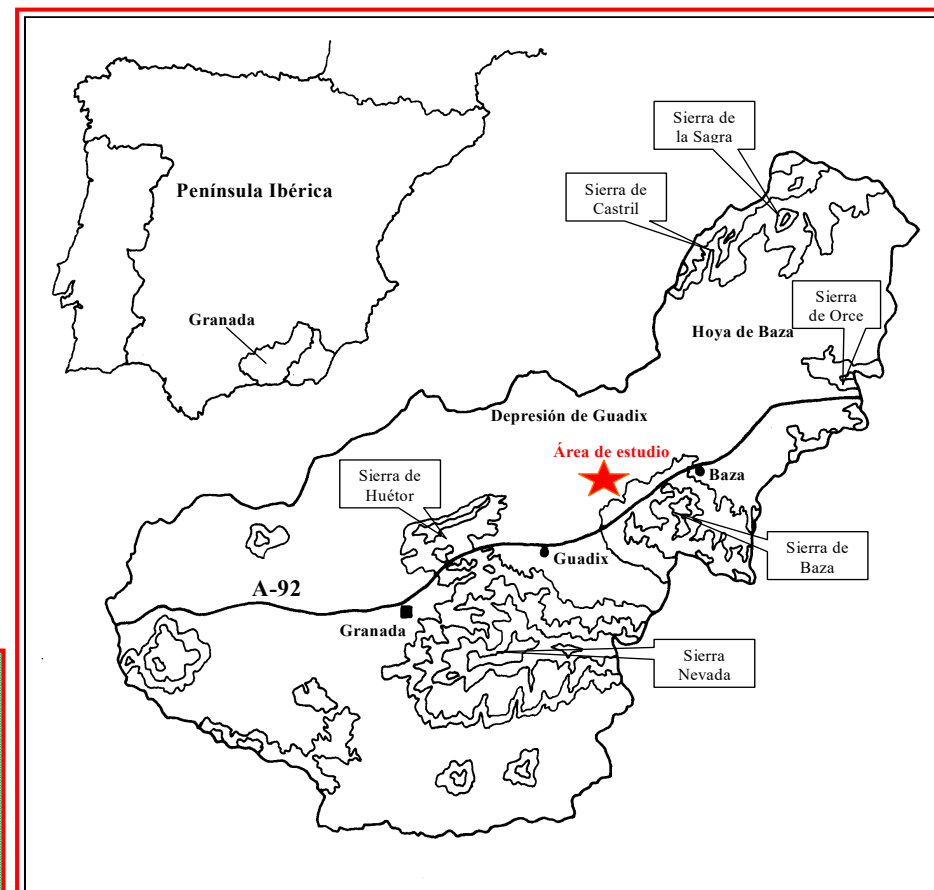 Sierra de
la Sagra
Península Ibérica
Sierra de
Castril
Sierra
de Orce
Granada
Hoya de Baza
Depresión de Guadix
Área de estudio
Baza
Sierra de
Huétor
Sierra de
Baza
Guadix
A-92
Granada
Sierra
Nevada